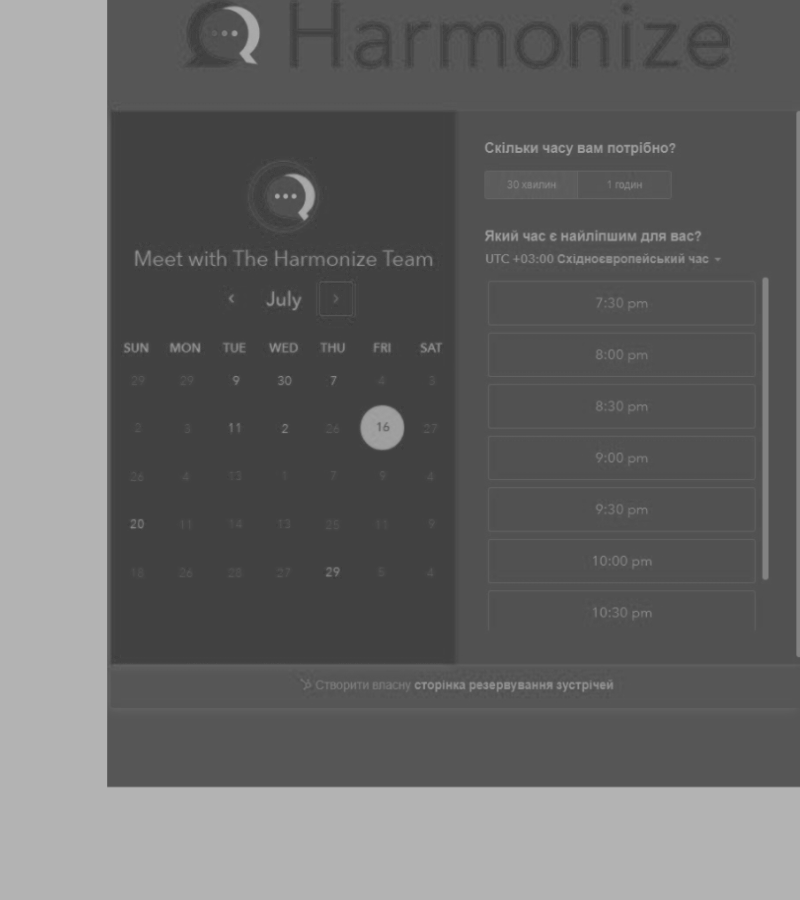 Harmonize
Meet with The Harmonize Team
July
SUN MON TUE WED THU FRI SAT
29 29 9 30 7 4 3
2 3 11 2 26 16 27
26 4 13 1 7 9 4
20 11 14 13 25 11 9
18 26 28 27 29 5 4
Скільки часу вам потрібно?
30 хвилин 1 годин
Який час є найліпшим для вас?
UTC +03:00 Східноєвропейський час
7:30 pm
8:00 pm
8:30 pm
9:00 pm
9:30 pm
10:00 pm
10:30 pm
Створити власну сторінка резервування зустрічей